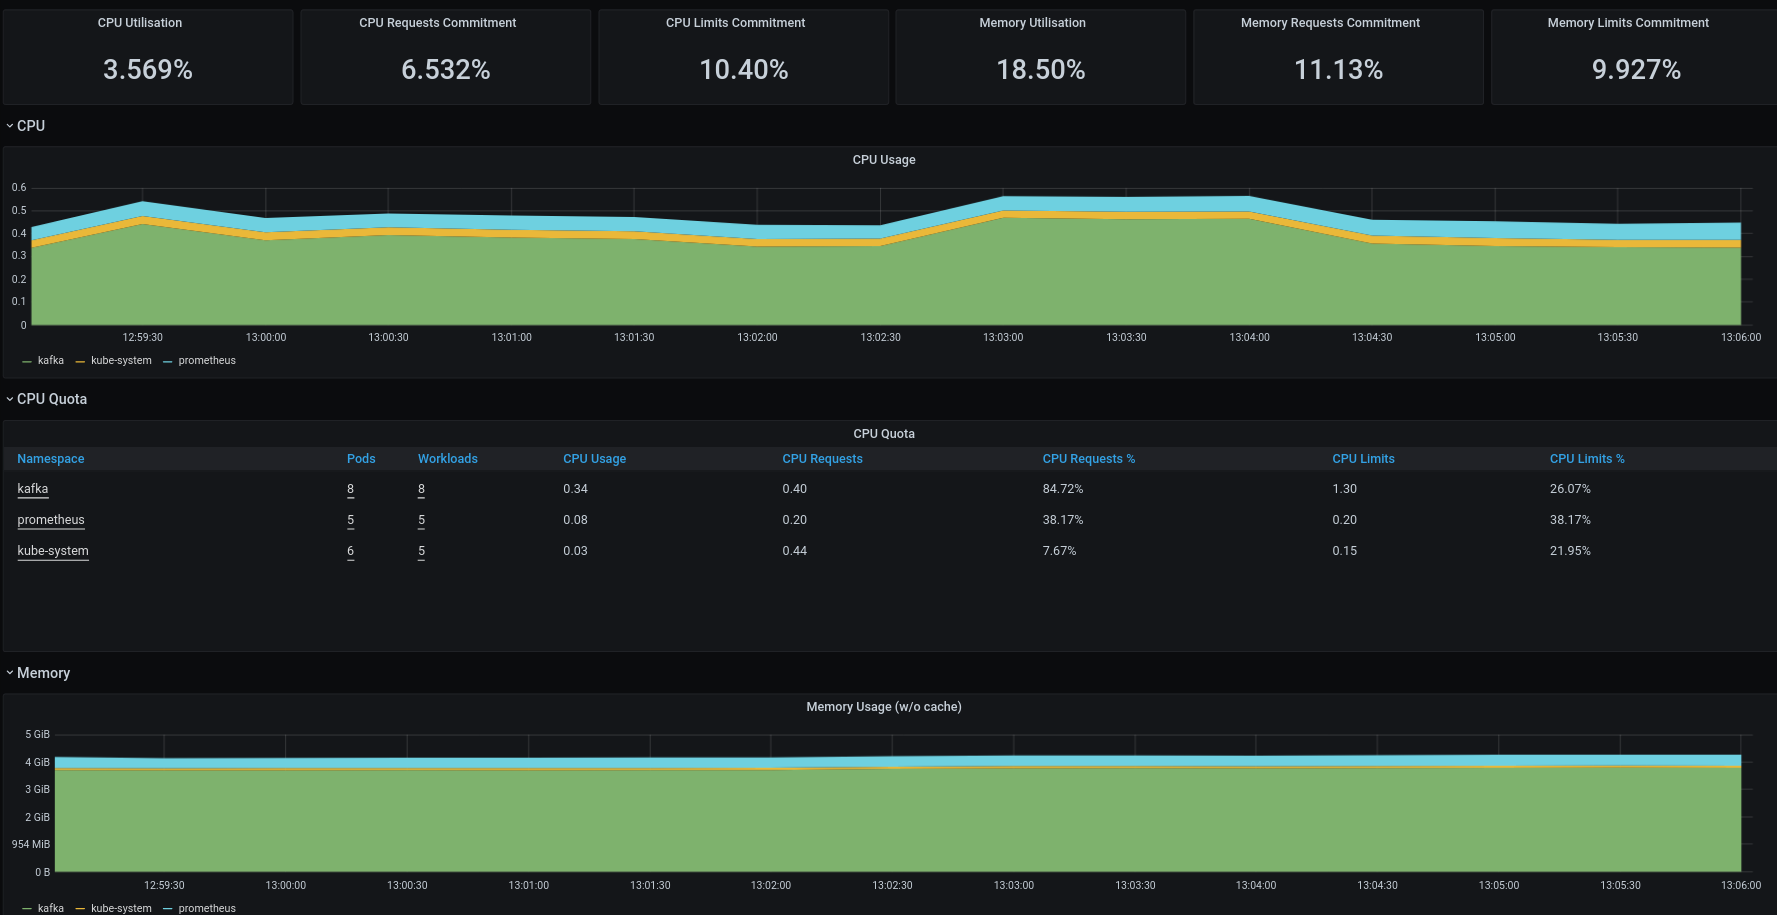 CPU Utilisation CPU Requests Commitment CPU Limits Commitment Memory Utilisation Memory Requests Commitment Memory Limits Commitment
3.569% 6.532% 10.40% 18.50% 11.13% 9.927%
CPU
CPU Usage
0.6
0.5
0.4
0.3
0.2
0.1
0
12:59:30 13:00:00 13:00:30 13:01:00 13:01:30 13:02:00 13:02:30 13:03:00 13:03:30 13:04:00 13:04:30 13:05:00 13:05:30 13:06:00
kafka kube-system prometheus
CPU Quota
CPU Quota
Namespace Pods Workloads CPU Usage CPU Requests CPU Requests % CPU Limits CPU Limits %
kafka 8 8 0.34 0.40 84.72% 1.30 26.07%
prometheus 5 5 0.08 0.20 38.17% 0.20 38.17%
kube-system 6 5 0.03 0.44 7.67% 0.15 21.95%
Memory
Memory Usage (w/o cache)
5 GiB
4 GiB
3 GiB
2 GiB
954 MiB
0 B
12:59:30 13:00:00 13:00:30 13:01:00 13:01:30 13:02:00 13:02:30 13:03:00 13:03:30 13:04:00 13:04:30 13:05:00 13:05:30 13:06:00
kafka kube-system prometheus